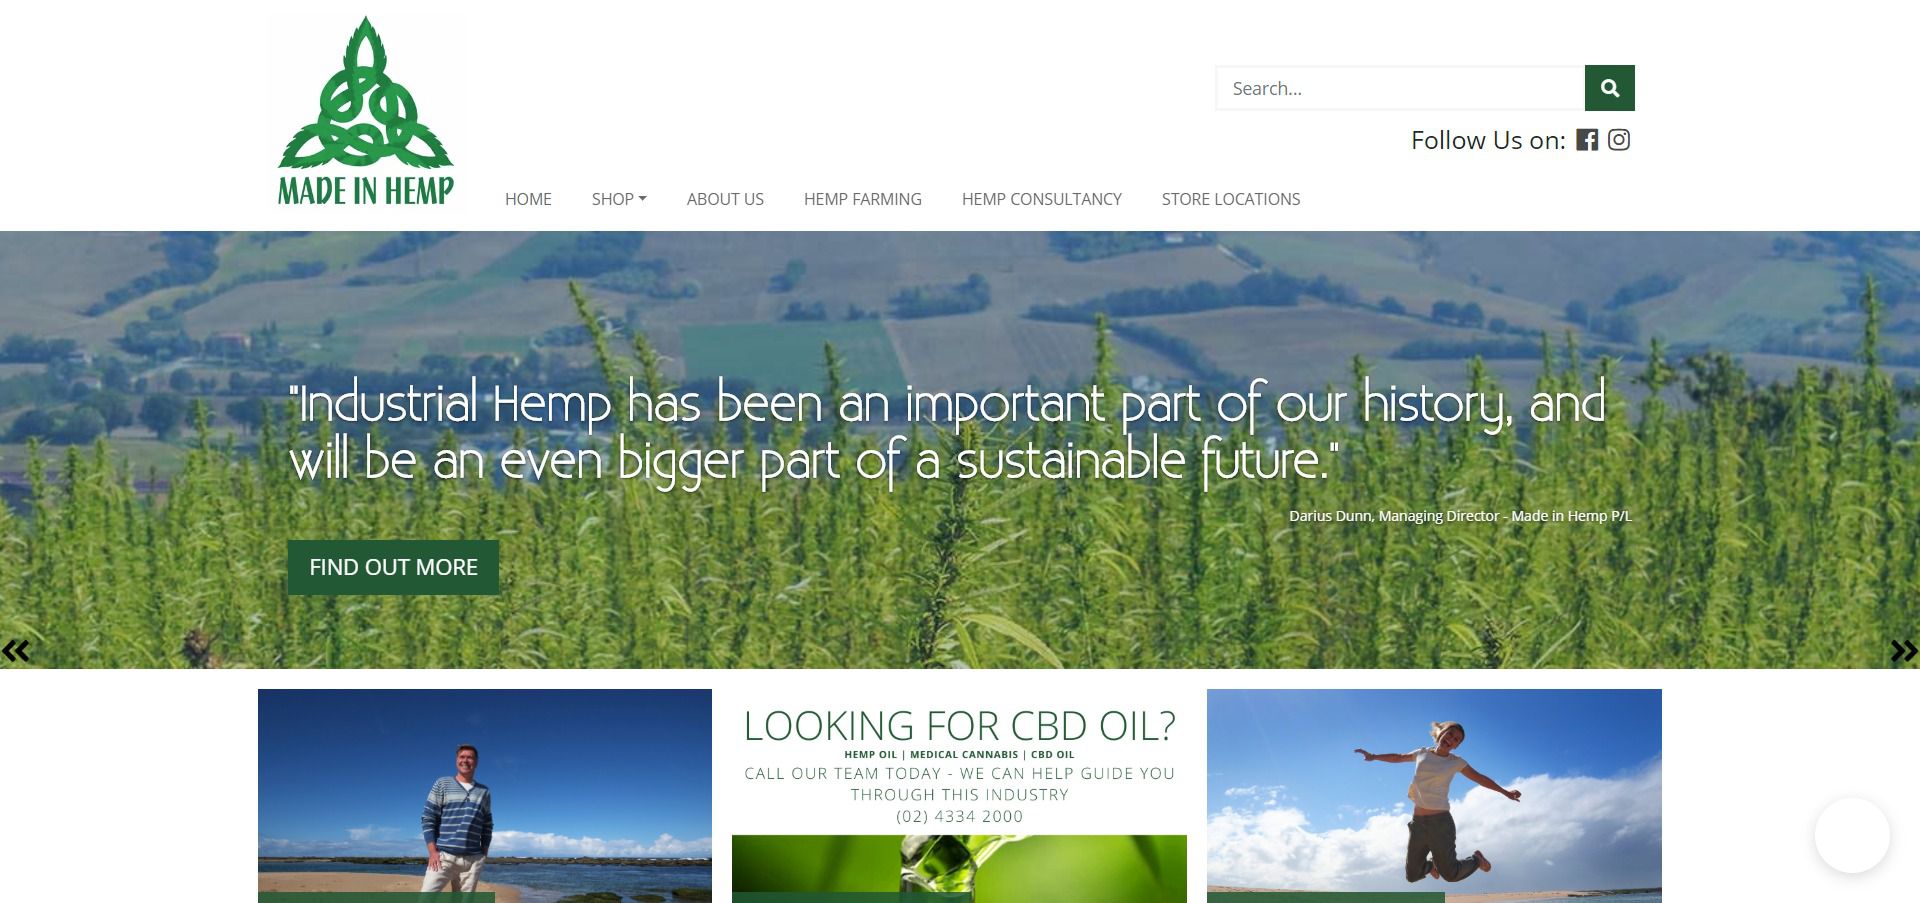 MADE IN HEMP
Search...
Follow Us on:
HOME
SHOP
ABOUT US
HEMP FARMING
HEMP CONSULTANCY
STORE LOCATIONS
"Industrial Hemp has been an important part of our history, and
will be an even bigger part of a sustainable future."
Darius Dunn, Managing Director - Made in Hemp P/L
FIND OUT MORE
LOOKING FOR CBD OIL?
HEMP OIL | MEDICAL CANNABIS | CBD OIL
CALL OUR TEAM TODAY - WE CAN HELP GUIDE YOU
THROUGH THIS INDUSTRY
(02) 4334 2000